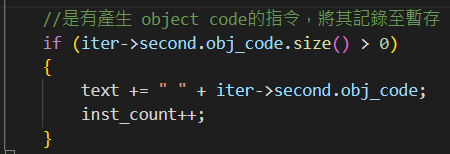 //是有產生 object code的指令，將其記錄至暫存
if (iter->second.obj_code.size() > 0)
{
text += " " + iter->second.obj_code;
inst_count++;
}